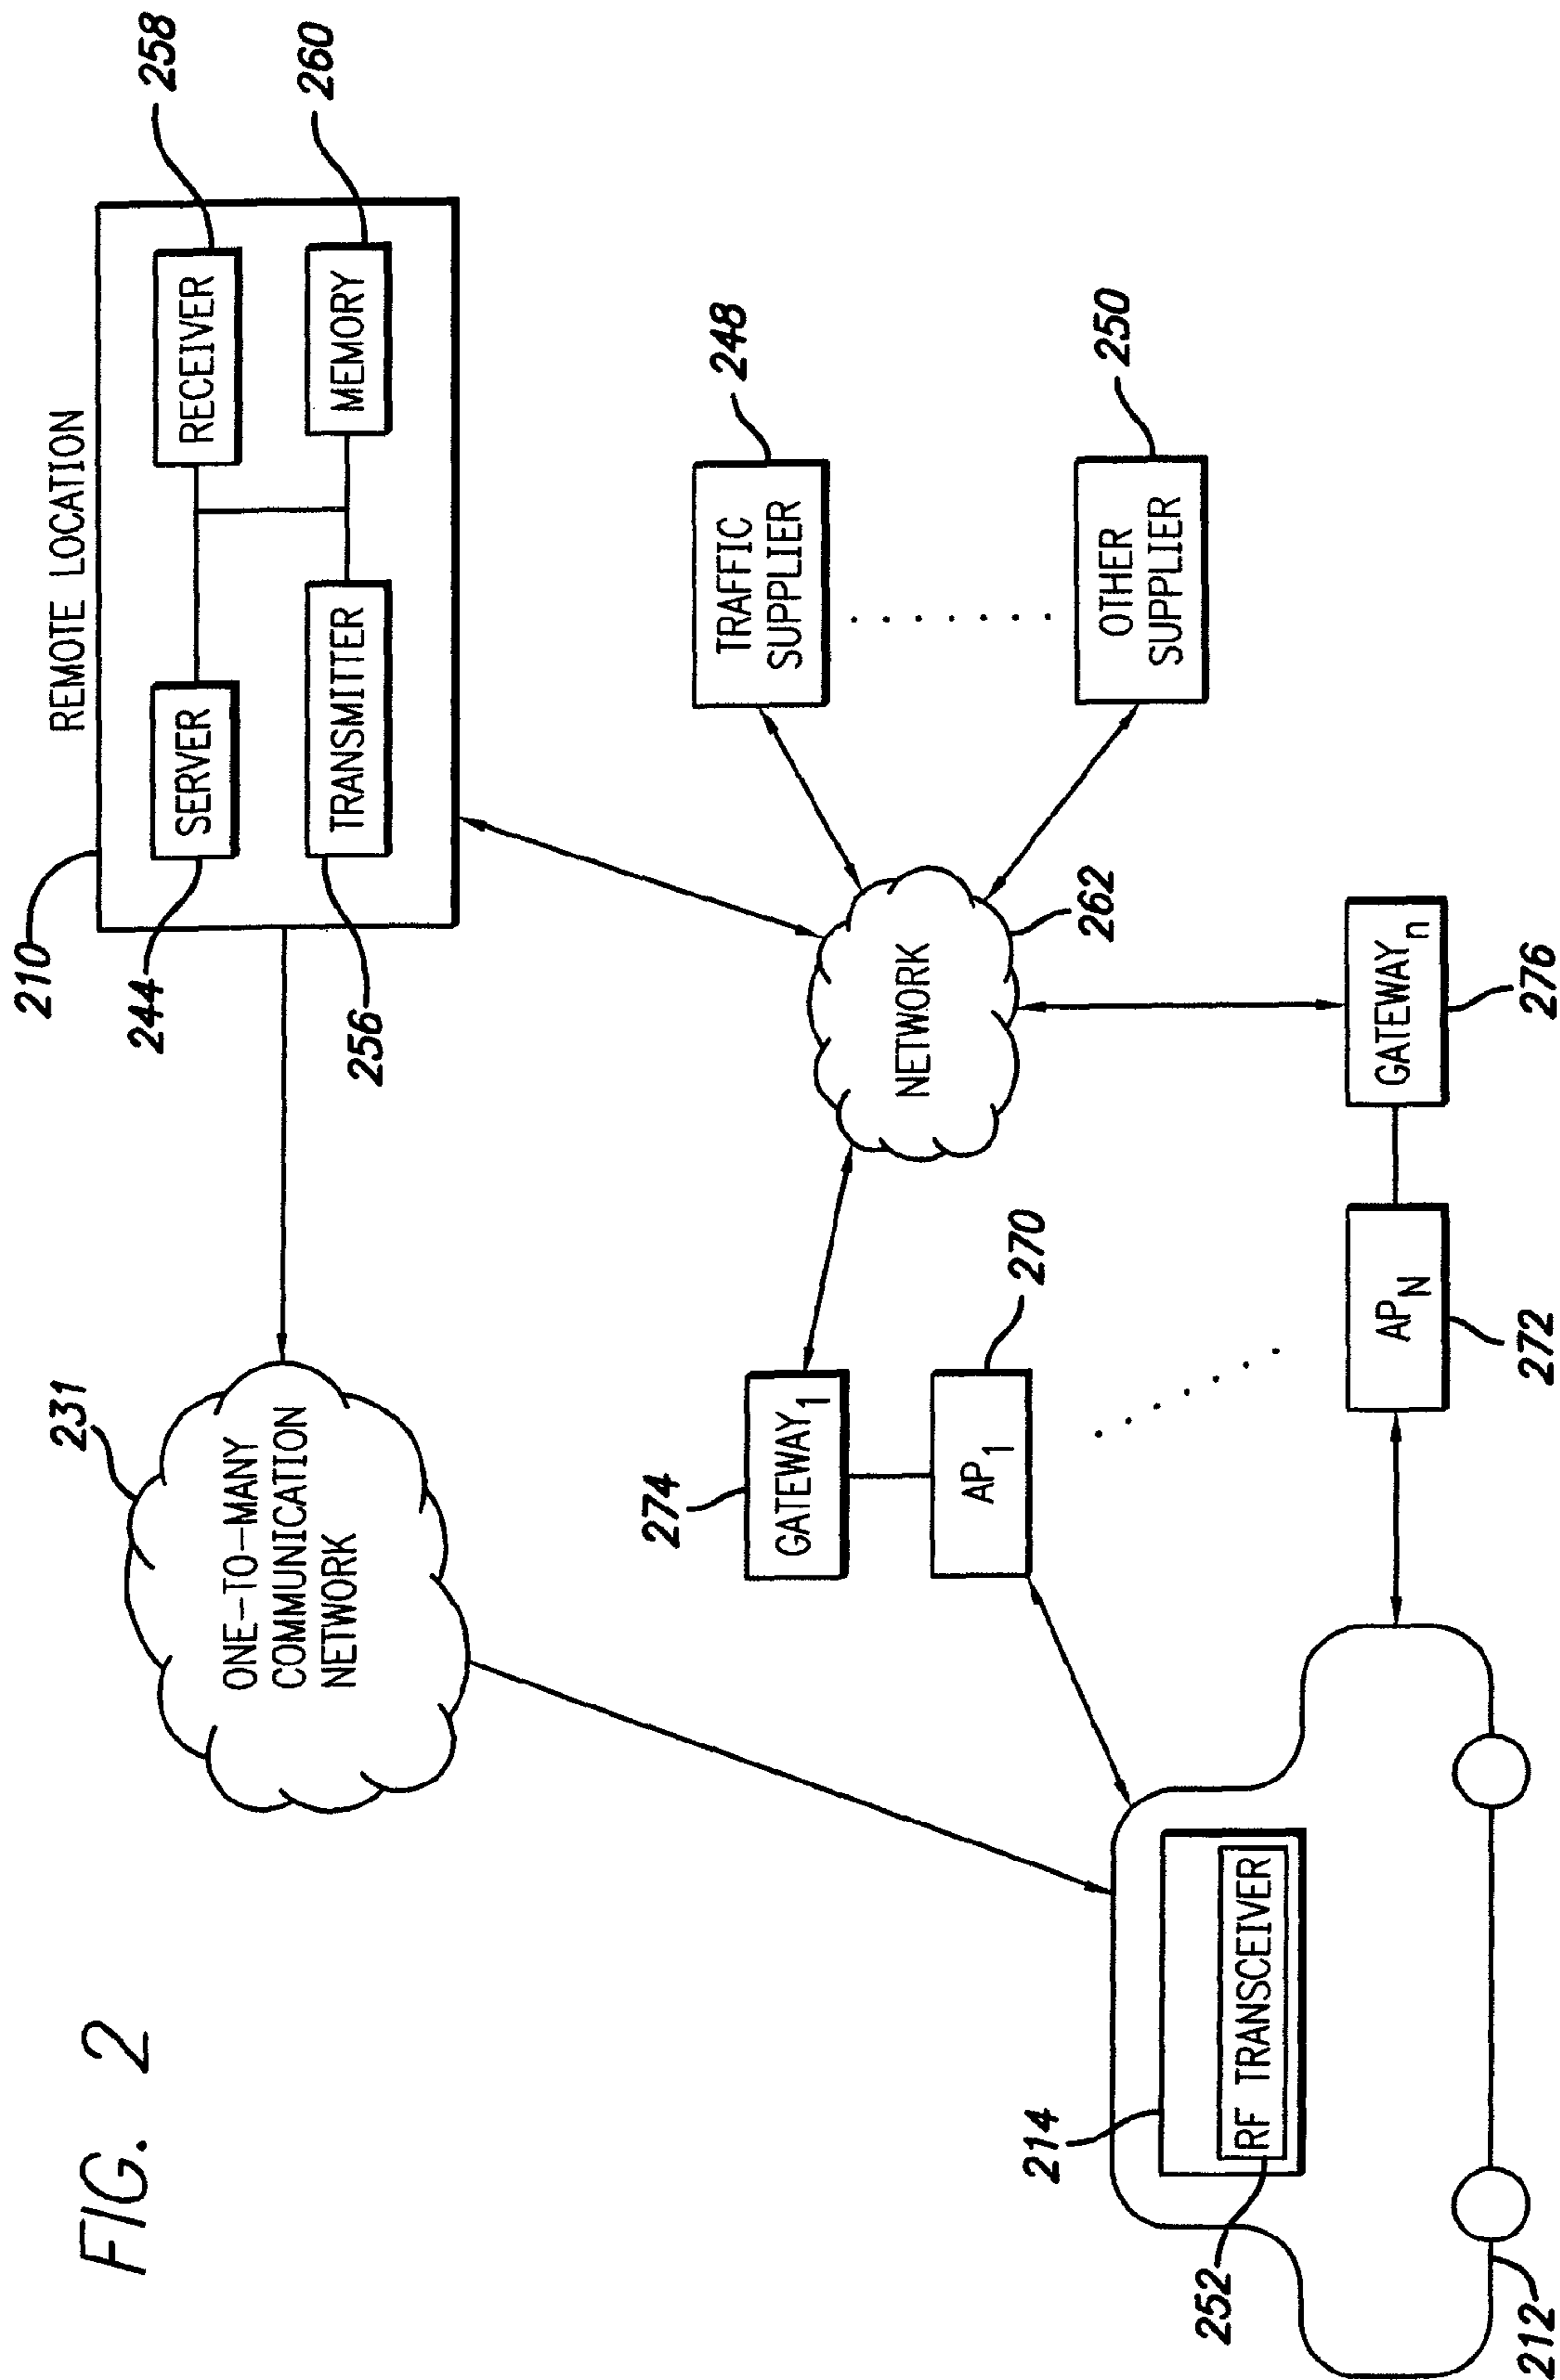 FIG. 2
REMOTE LOCATION
210
SERVER
244
RECEIVER
258
TRANSMITTER
256
MEMORY
260
231
ONE-TO-MANY
COMMUNICATION
NETWORK
TRAFFIC
SUPPLIER
248
OTHER
SUPPLIER
250
NETWORK
262
274
GATEWAY1
AP1
270
APN
272
GATEWAYn
276
214
RF TRANSCEIVER
252
212